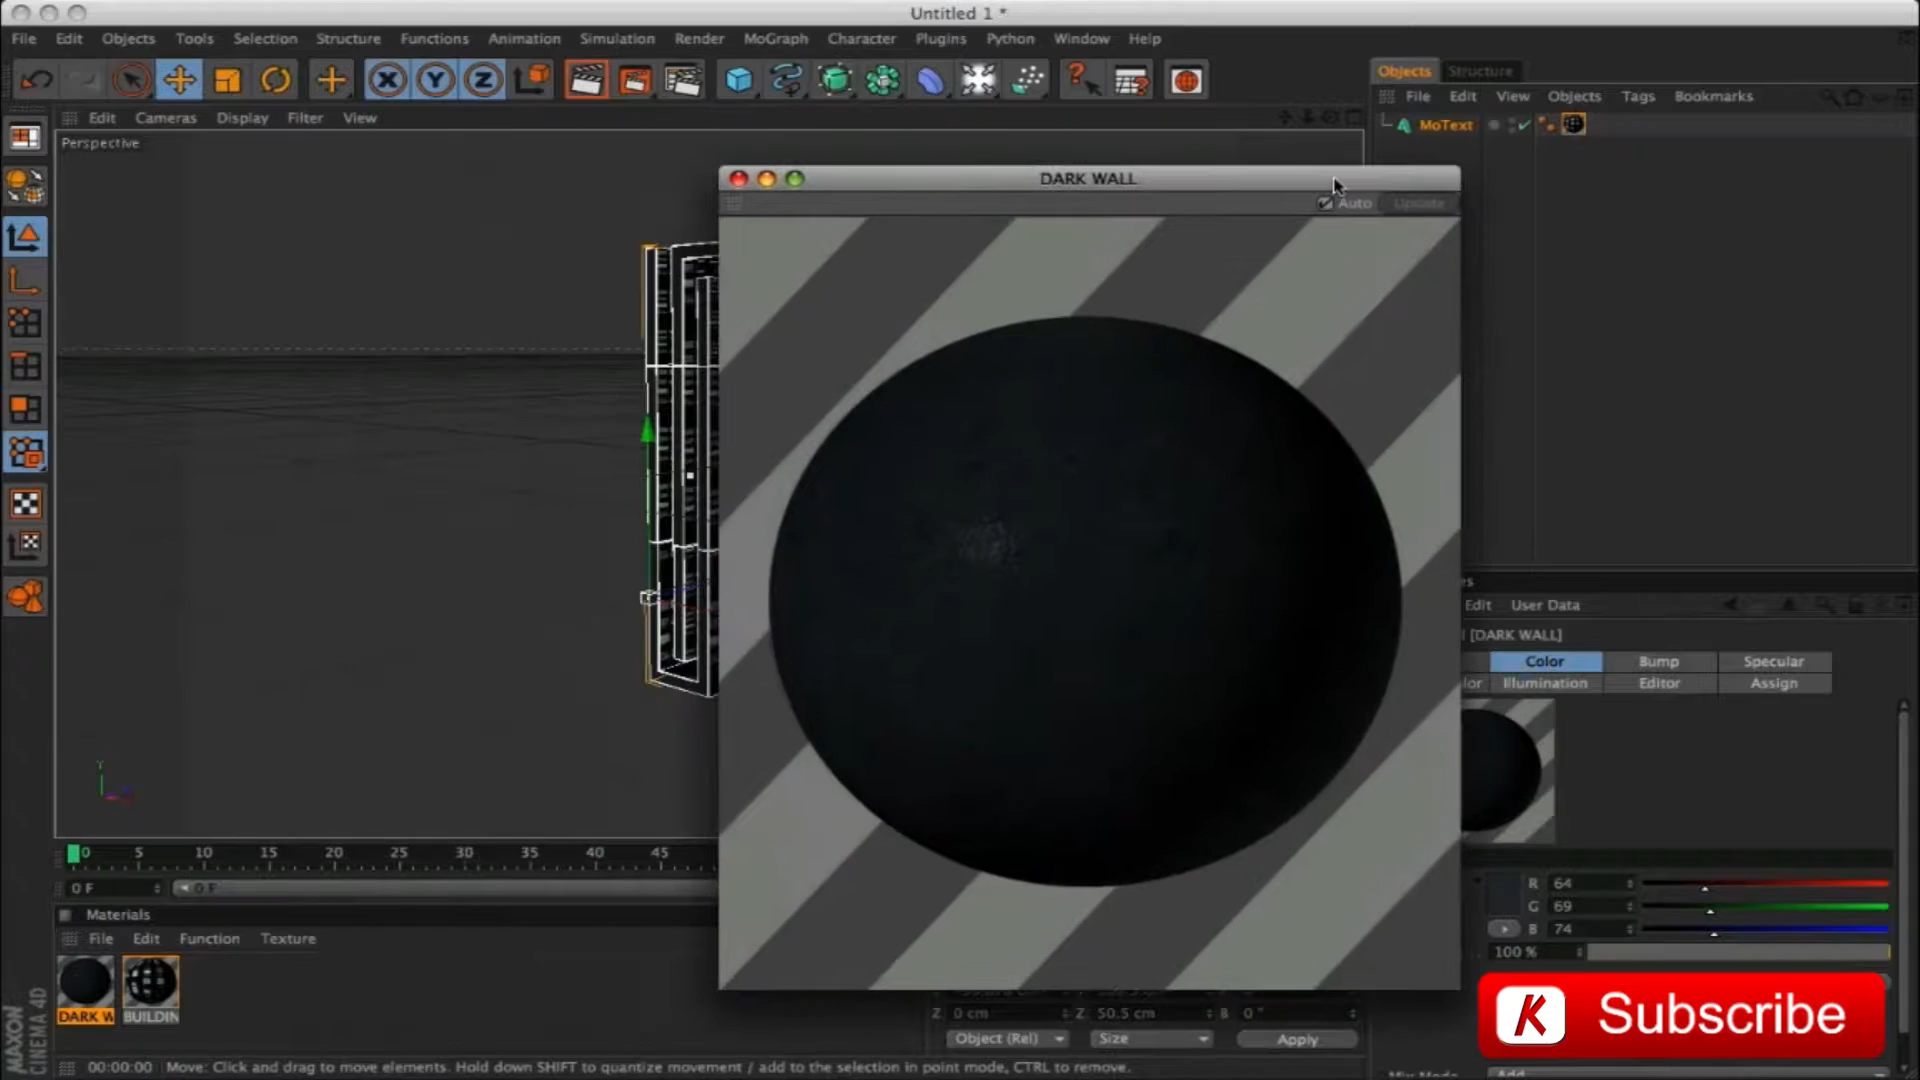 Untitled 1 *
File Edit Objects Tools Selection Structure Functions Animation Simulation Render MoGraph Character Plugins Python Window Help
X Y Z
Objects Structure
File Edit View Objects Tags Bookmarks
Edit Cameras Display Filter View
MoText
Perspective
DARK WALL
Auto Update
Edit User Data
[DARK WALL]
Color Bump Specular
Illumination Editor Assign
Y
0 5 10 15 20 25 30 35 40 45
0 F 0 F
R 64
G 69
B 74
100 %
Materials
File Edit Function Texture
DARK W BUILDIN
Z 0 cm Z 50.5 cm B 0 °
Object (Rel) Size Apply
K Subscribe
MAXON
CINEMA 4D
00:00:00 Move: Click and drag to move elements. Hold down SHIFT to quantize movement / add to the selection in point mode, CTRL to remove.